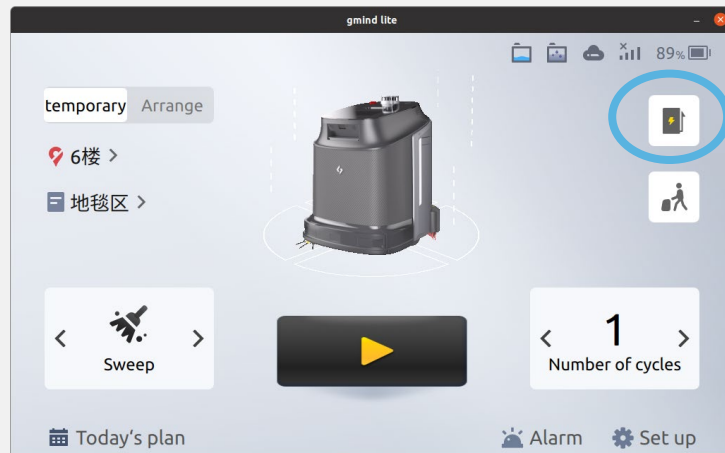 gmind lite
89%
temporary Arrange
6楼
地毯区
Sweep
1
Number of cycles
Today's plan
Alarm
Set up